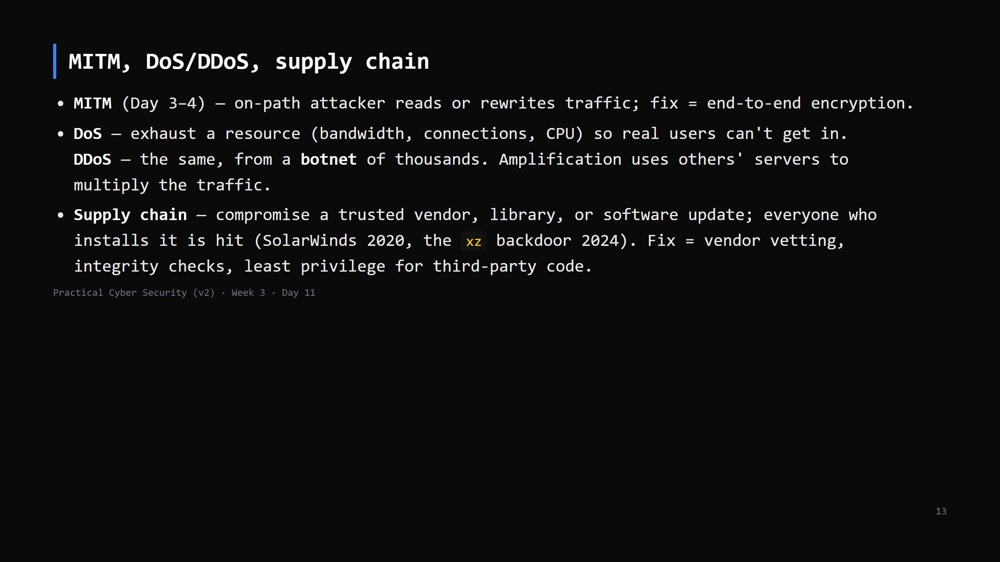 MITM, DoS/DDoS, supply chain
• MITM (Day 3–4) — on-path attacker reads or rewrites traffic; fix = end-to-end encryption.
• DoS — exhaust a resource (bandwidth, connections, CPU) so real users can't get in.
DDoS — the same, from a botnet of thousands. Amplification uses others' servers to
multiply the traffic.
• Supply chain — compromise a trusted vendor, library, or software update; everyone who
installs it is hit (SolarWinds 2020, the xz backdoor 2024). Fix = vendor vetting,
integrity checks, least privilege for third-party code.
Practical Cyber Security (v2) · Week 3 · Day 11
13